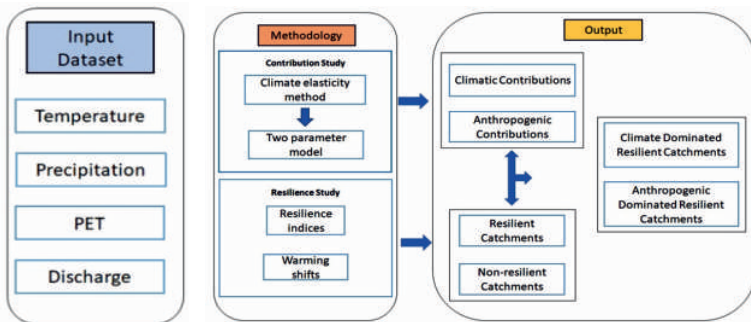 Input
Dataset
Temperature
Precipitation
PET
Discharge
Methodology
Contribution Study
Climate elasticity
method
Two parameter
model
Resilience Study
Resilience
indices
Warming
shifts
Output
Climatic Contributions
Anthropogenic
Contributions
Resilient
Catchments
Non-resilient
Catchments
Climate Dominated
Resilient Catchments
Anthropogenic
Dominated Resilient
Catchments